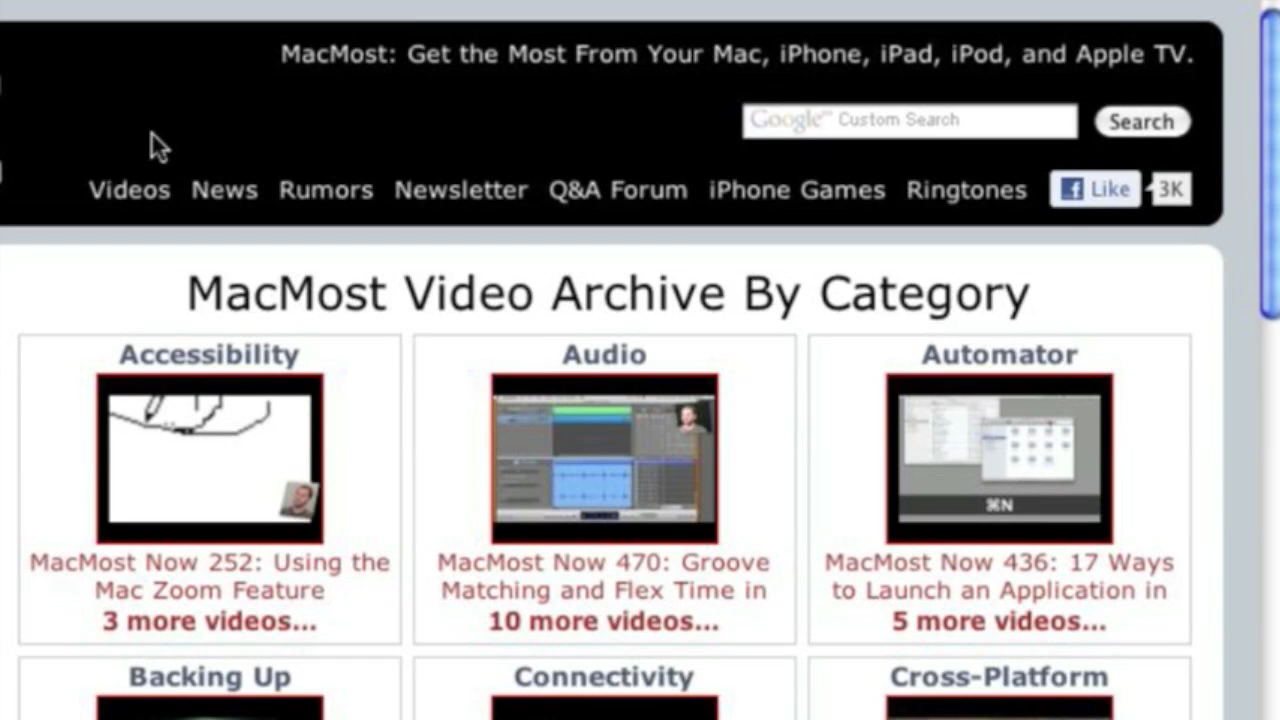 MacMost: Get the Most From Your Mac, iPhone, iPad, iPod, and Apple TV.
Google™ Custom Search
Search
Videos News Rumors Newsletter Q&A Forum iPhone Games Ringtones Like 3K
MacMost Video Archive By Category
Accessibility
Audio
Automator
⌘N
MacMost Now 252: Using the
Mac Zoom Feature
3 more videos...
MacMost Now 470: Groove
Matching and Flex Time in
10 more videos...
MacMost Now 436: 17 Ways
to Launch an Application in
5 more videos...
Backing Up
Connectivity
Cross-Platform